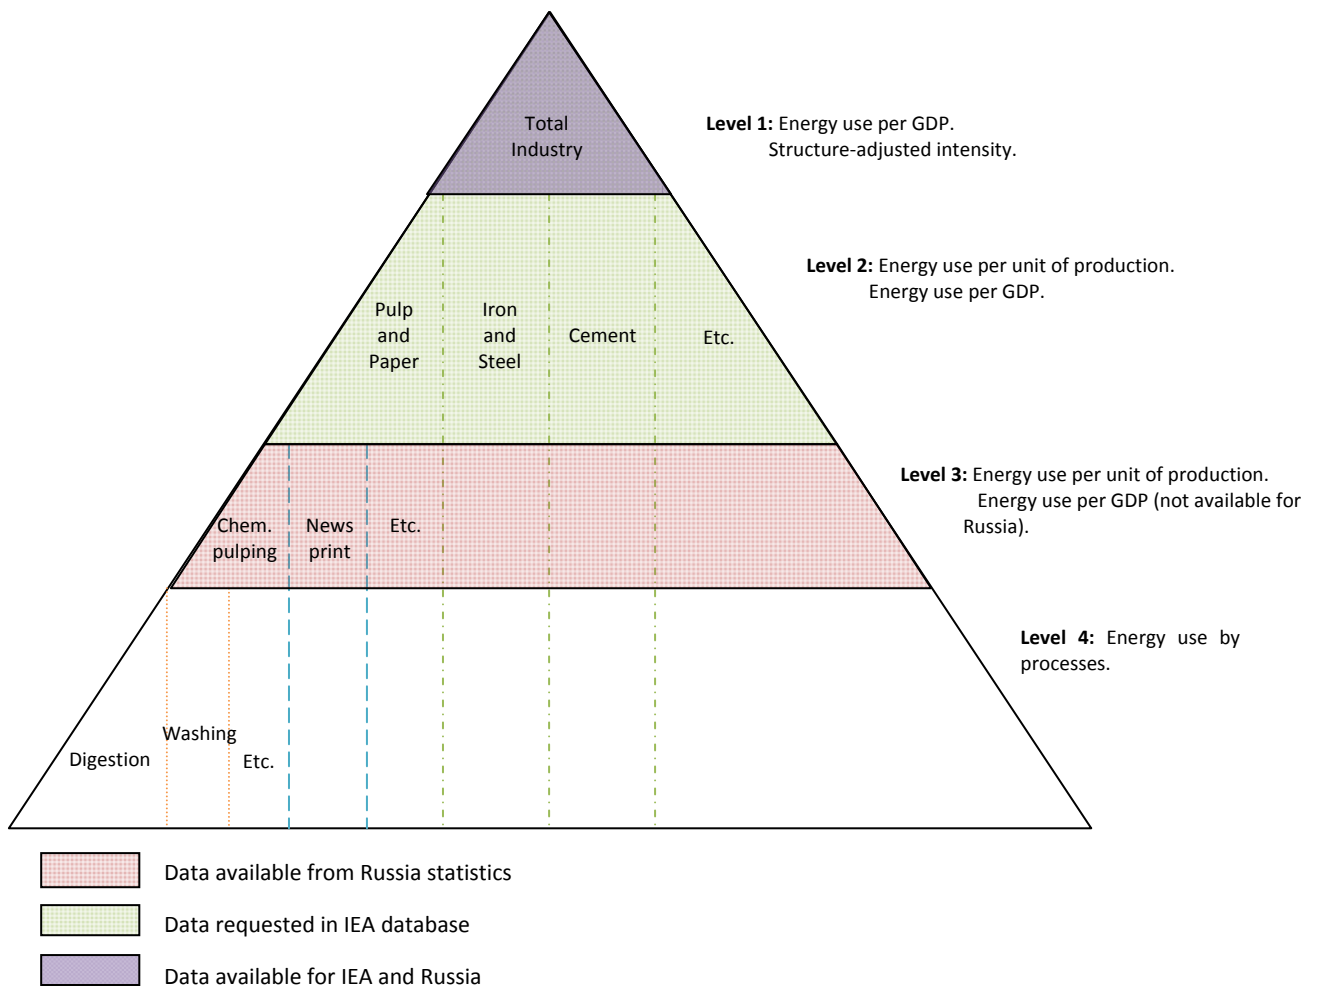 Total
Industry
Level 1: Energy use per GDP.
Structure-adjusted intensity.
Level 2: Energy use per unit of production.
Energy use per GDP.
Pulp
and
Paper
Iron
and
Steel
Cement
Etc.
Level 3: Energy use per unit of production.
Energy use per GDP (not available for
Russia).
Chem.
pulping
News
print
Etc.
Level 4: Energy use by
processes.
Digestion
Washing
Etc.
Data available from Russia statistics
Data requested in IEA database
Data available for IEA and Russia